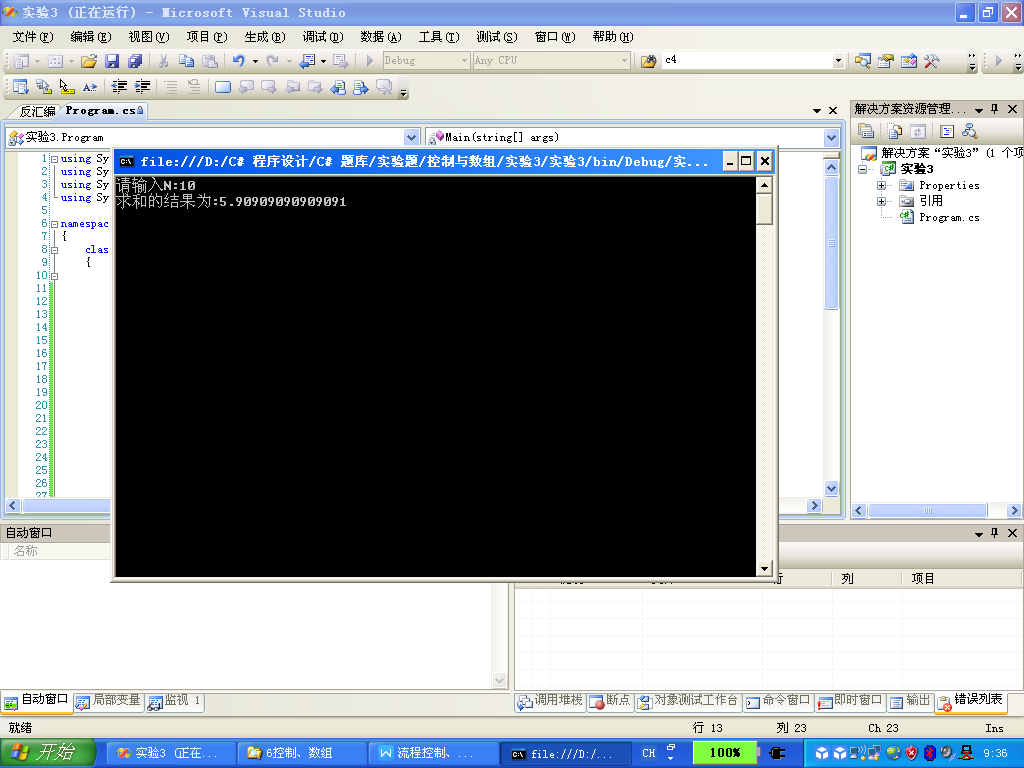 实验3 (正在运行) - Microsoft Visual Studio
文件(F) 编辑(E) 视图(V) 项目(P) 生成(B) 调试(D) 数据(A) 工具(T) 测试(S) 窗口(W) 帮助(H)
Debug Any CPU c4
反汇编 Program.cs
解决方案资源管理...
实验3.Program Main(string[] args)
解决方案“实验3” (1 个项
实验3
Properties
引用
Program.cs
file:///D:/C# 程序设计/C# 题库/实验题/控制与数组/实验3/实验3/bin/Debug/实...
请输入N:10
求和的结果为:5.90909090909091
1 using Sy
2 using Sy
3 using Sy
4 using Sy
5
6 namespac
7 {
8 clas
9 {
10
11
12
13
14
15
16
17
18
19
20
21
22
23
24
25
26
27
自动窗口
名称
行 列 项目
自动窗口 局部变量 监视 1
调用堆栈 断点 对象测试工作台 命令窗口 即时窗口 输出 错误列表
就绪 行 13 列 23 Ch 23 Ins
开始 实验3 (正在... 6控制、数组 流程控制、... file:///D:/... CH 100% 9:36